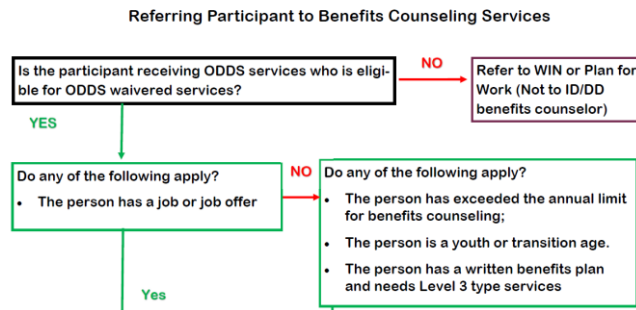 Referring Participant to Benefits Counseling Services
Is the participant receiving ODDS services who is elig-
ible for ODDS waivered services?
NO
Refer to WIN or Plan for
Work (Not to ID/DD
benefits counselor)
YES
Do any of the following apply?
• The person has a job or job offer
NO
Do any of the following apply?
• The person has exceeded the annual limit
for benefits counseling;
• The person is a youth or transition age.
• The person has a written benefits plan
and needs Level 3 type services
Yes